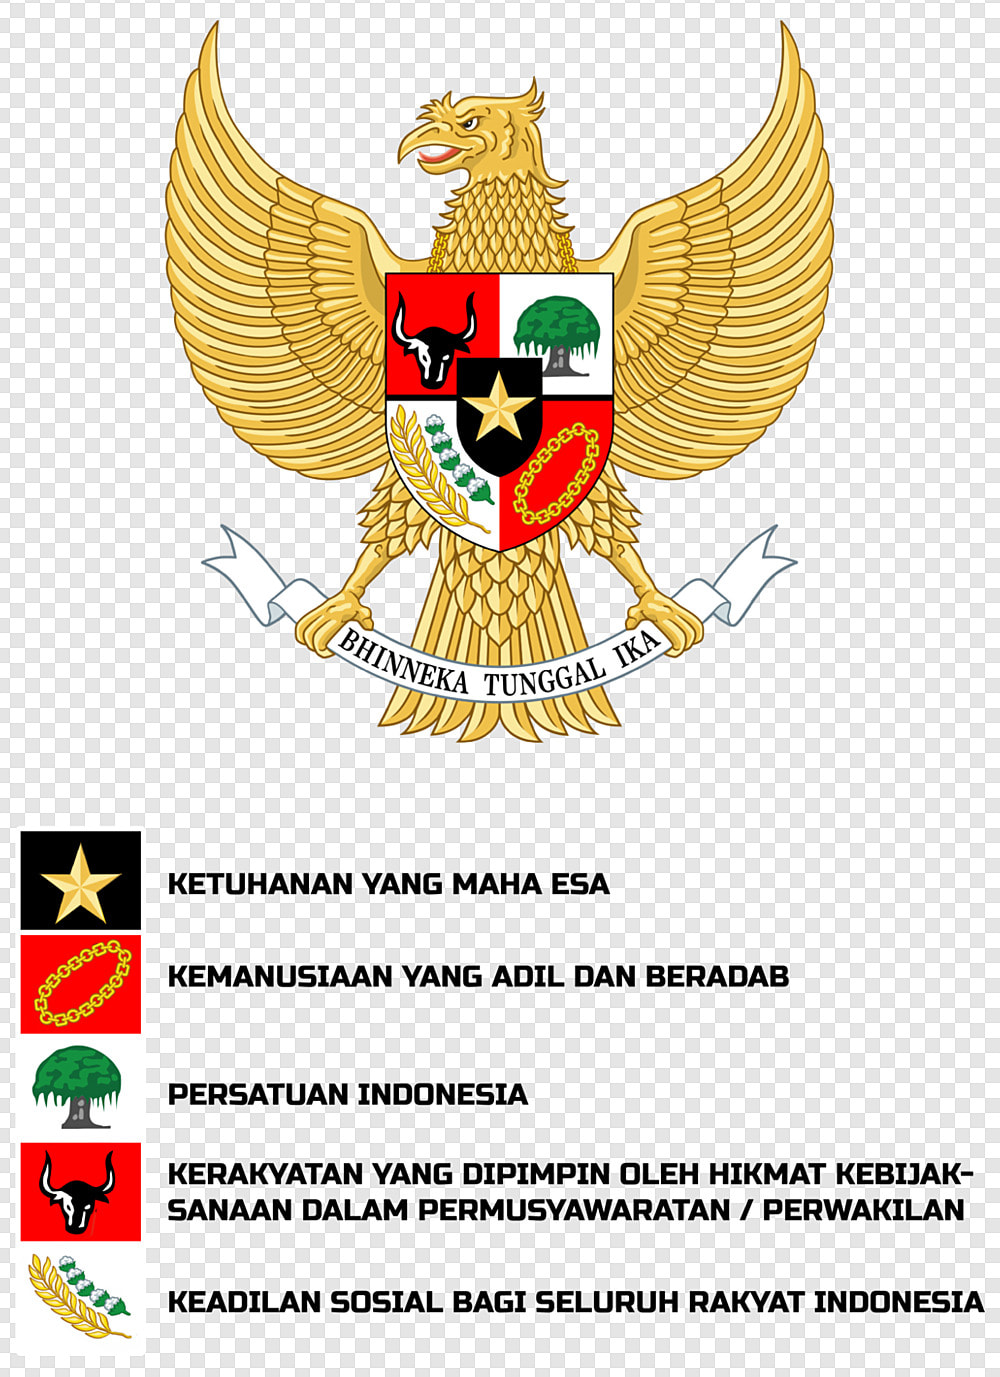 BHINNEKA TUNGGAL IKA
KETUHANAN YANG MAHA ESA
KEMANUSIAAN YANG ADIL DAN BERADAB
PERSATUAN INDONESIA
KERAKYATAN YANG DIPIMPIN OLEH HIKMAT KEBIJAK-
SANAAN DALAM PERMUSYAWARATAN / PERWAKILAN
KEADILAN SOSIAL BAGI SELURUH RAKYAT INDONESIA